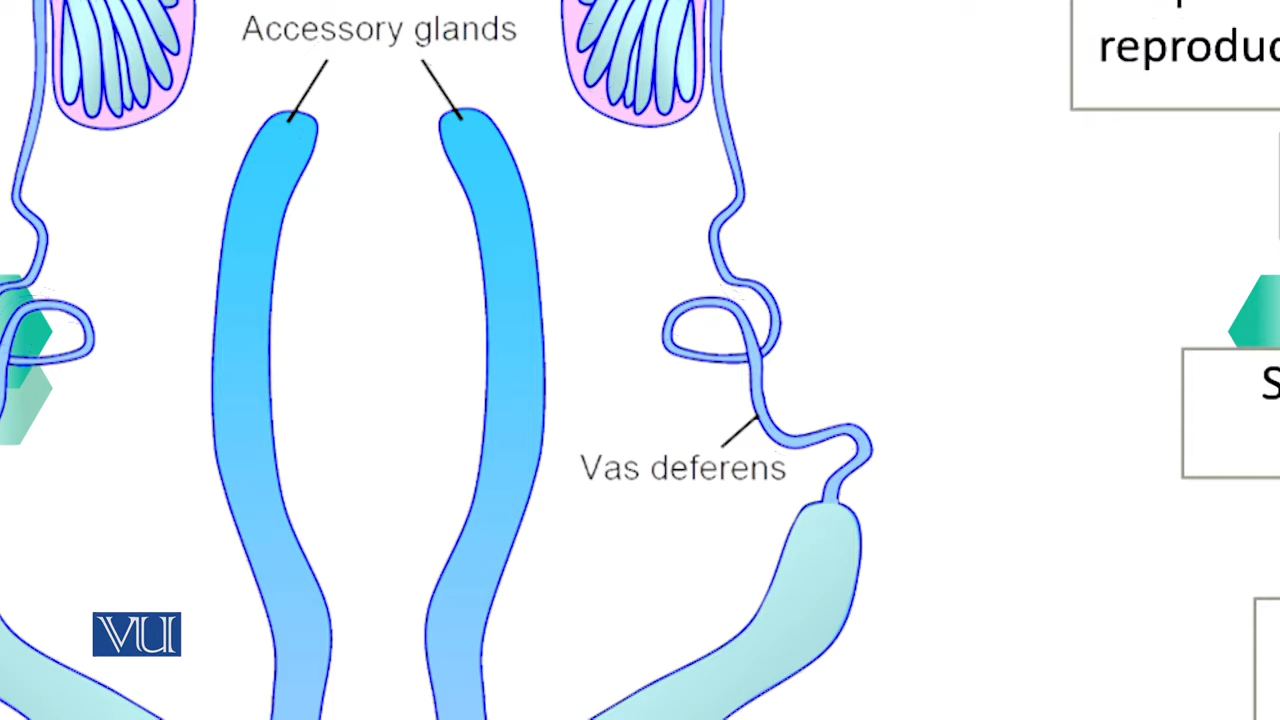 Accessory glands
reproduc
S
Vas deferens
VU